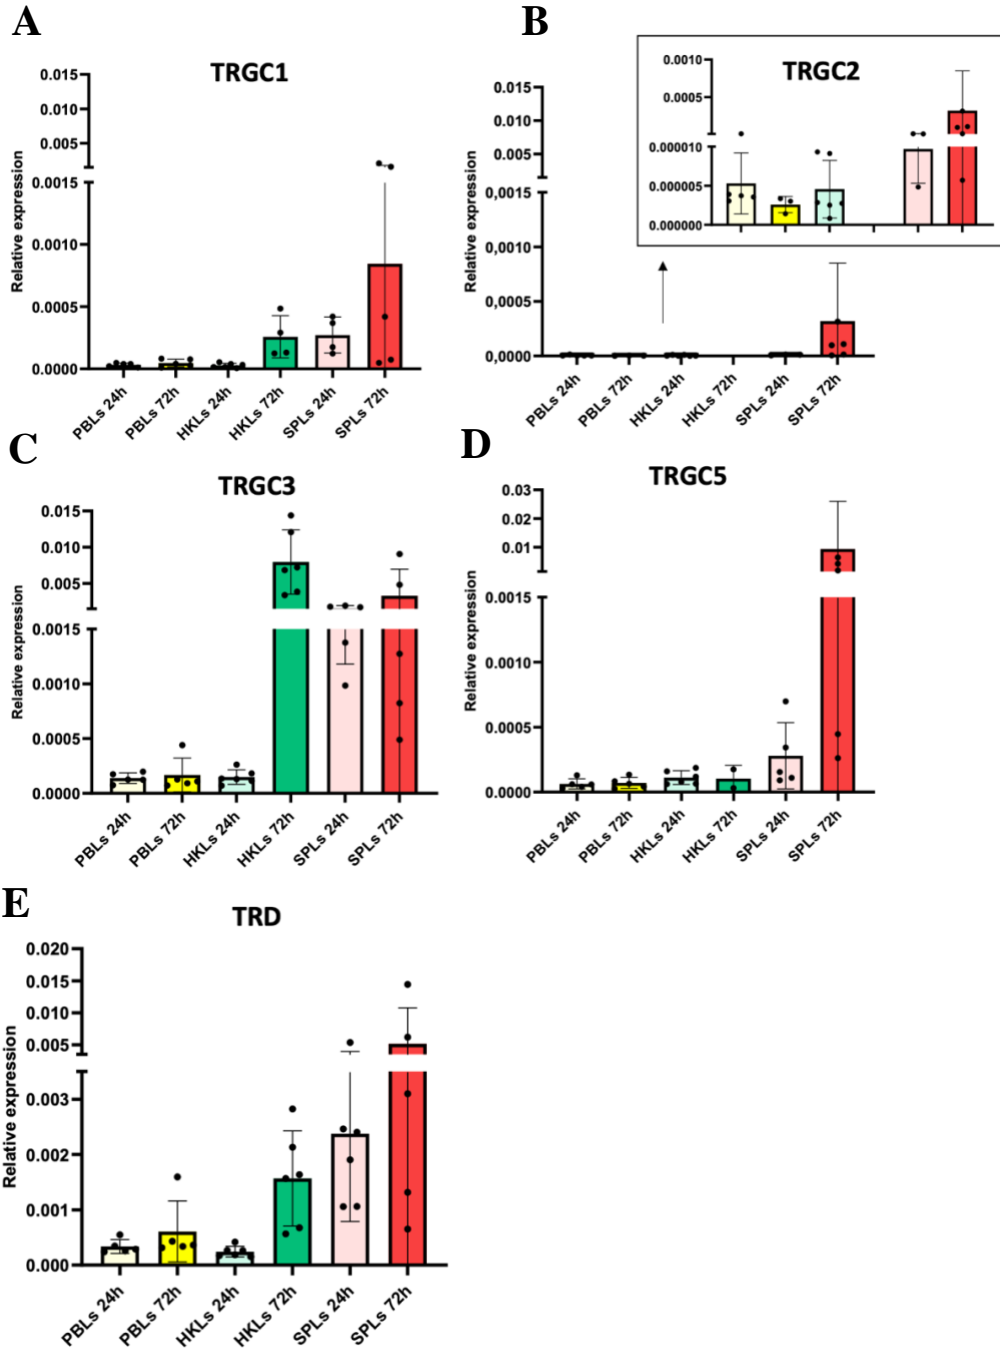 A
TRGC1
Relative expression
0.015
0.010
0.005
0.0015
0.0010
0.0005
0.0000
PBLs 24h
PBLs 72h
HKLs 24h
HKLs 72h
SPLs 24h
SPLs 72h
B
TRGC2
0.0010
0.0005
0.000010
0.000005
0.000000
Relative expression
0.015
0.010
0.005
0,0015
0,0010
0,0005
0,0000
PBLs 24h
PBLs 72h
HKLs 24h
HKLs 72h
SPLs 24h
SPLs 72h
C
TRGC3
Relative expression
0.015
0.010
0.005
0.0015
0.0010
0.0005
0.0000
PBLs 24h
PBLs 72h
HKLs 24h
HKLs 72h
SPLs 24h
SPLs 72h
D
TRGC5
Relative expression
0.03
0.02
0.01
0.0015
0.0010
0.0005
0.0000
PBLs 24h
PBLs 72h
HKLs 24h
HKLs 72h
SPLs 24h
SPLs 72h
E
TRD
Relative expression
0.020
0.015
0.010
0.005
0.003
0.002
0.001
0.000
PBLs 24h
PBLs 72h
HKLs 24h
HKLs 72h
SPLs 24h
SPLs 72h